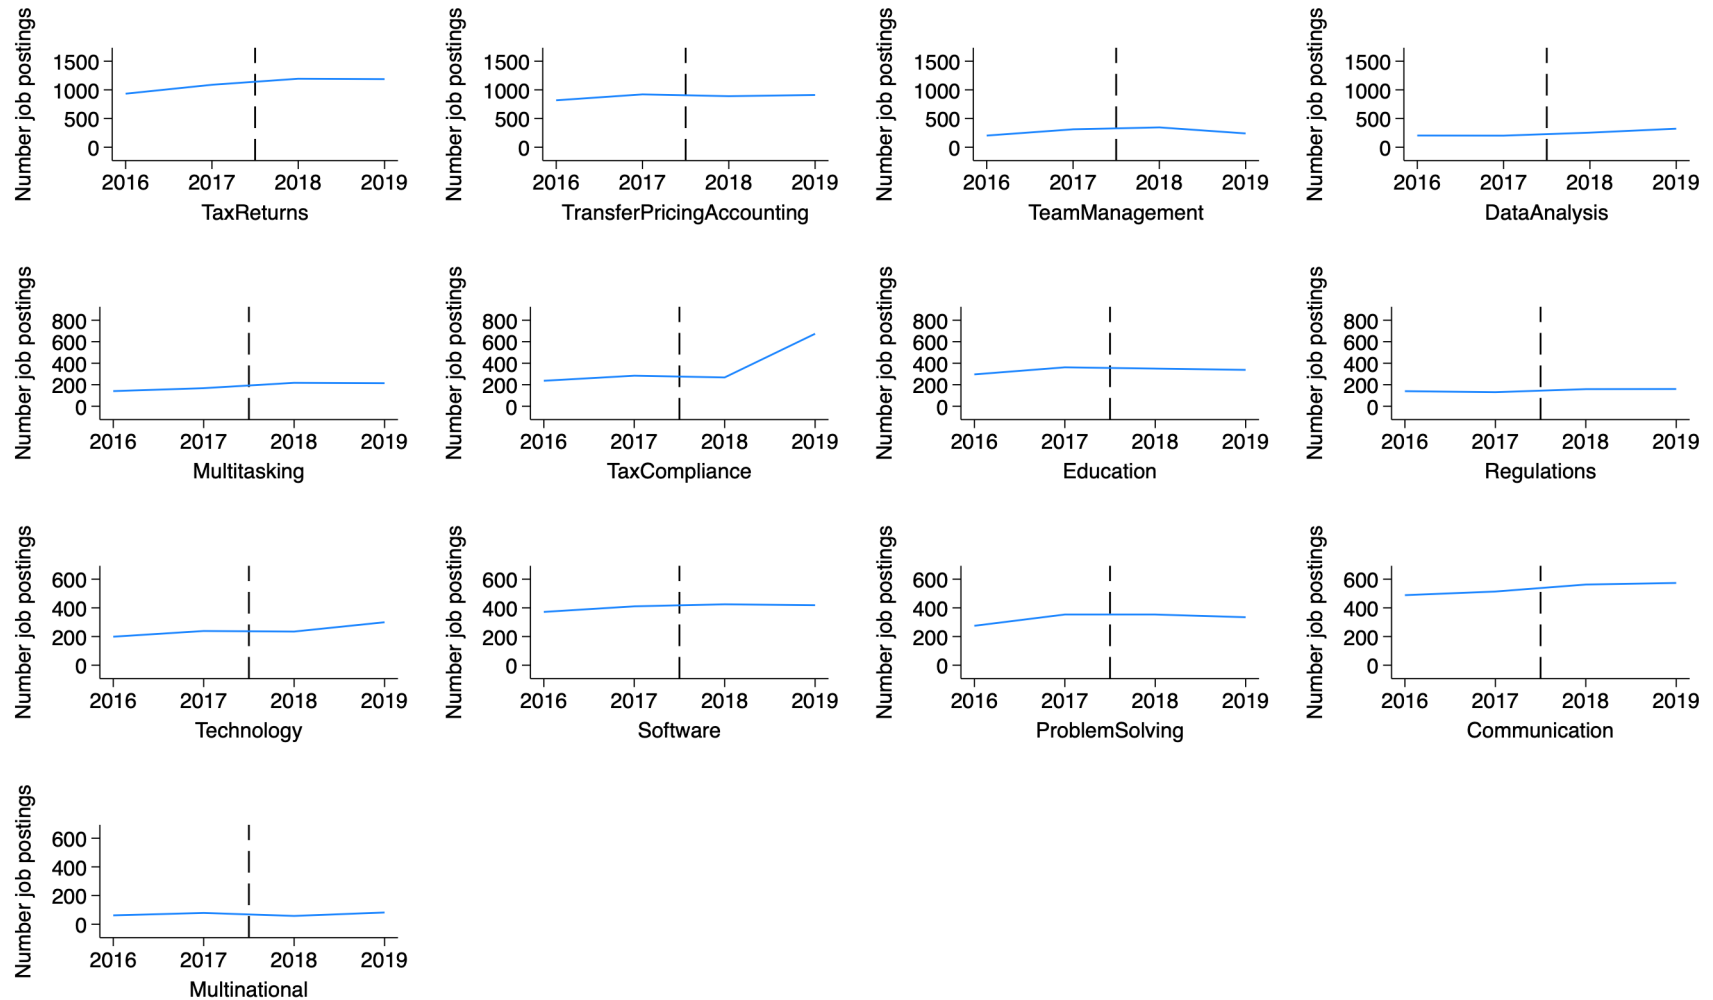 Number job postings
1500
1000
500
0
2016 2017 2018 2019
TaxReturns
Number job postings
1500
1000
500
0
2016 2017 2018 2019
TransferPricingAccounting
Number job postings
1500
1000
500
0
2016 2017 2018 2019
TeamManagement
Number job postings
1500
1000
500
0
2016 2017 2018 2019
DataAnalysis
Number job postings
800
600
400
200
0
2016 2017 2018 2019
Multitasking
Number job postings
800
600
400
200
0
2016 2017 2018 2019
TaxCompliance
Number job postings
800
600
400
200
0
2016 2017 2018 2019
Education
Number job postings
800
600
400
200
0
2016 2017 2018 2019
Regulations
Number job postings
600
400
200
0
2016 2017 2018 2019
Technology
Number job postings
600
400
200
0
2016 2017 2018 2019
Software
Number job postings
600
400
200
0
2016 2017 2018 2019
ProblemSolving
Number job postings
600
400
200
0
2016 2017 2018 2019
Communication
Number job postings
600
400
200
0
2016 2017 2018 2019
Multinational